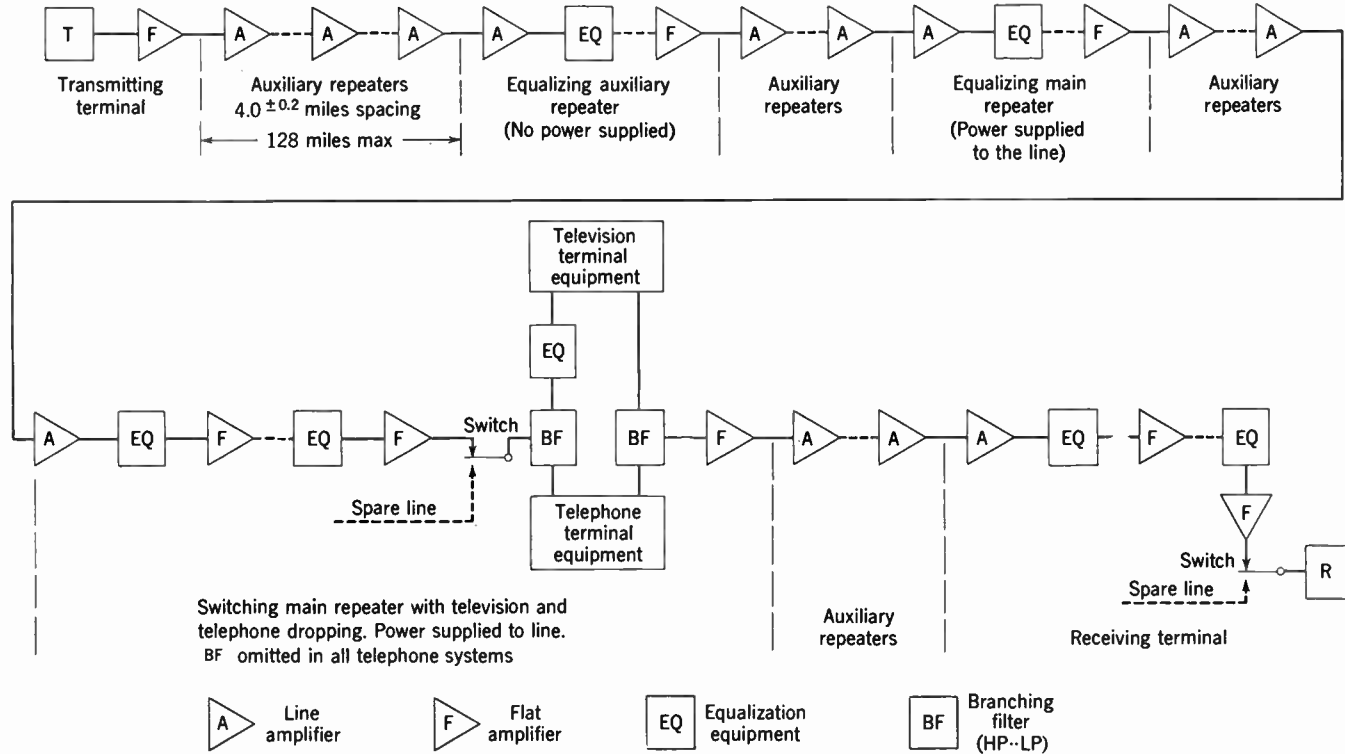 T F A A A A EQ F A A A EQ F A A
Transmitting
terminal
Auxiliary repeaters
4.0 ±0.2 miles spacing
128 miles max
Equalizing auxiliary
repeater
(No power supplied)
Auxiliary
repeaters
Equalizing main
repeater
(Power supplied
to the line)
Auxiliary
repeaters
Television
terminal
equipment
EQ
A EQ F EQ F
Switch
BF BF F A A A EQ F EQ
Spare line
Telephone
terminal
equipment
F
Switch
R
Spare line
Switching main repeater with television and
telephone dropping. Power supplied to line.
BF omitted in all telephone systems
Auxiliary
repeaters
Receiving terminal
A Line
amplifier
F Flat
amplifier
EQ Equalization
equipment
BF Branching
filter
(HP··LP)